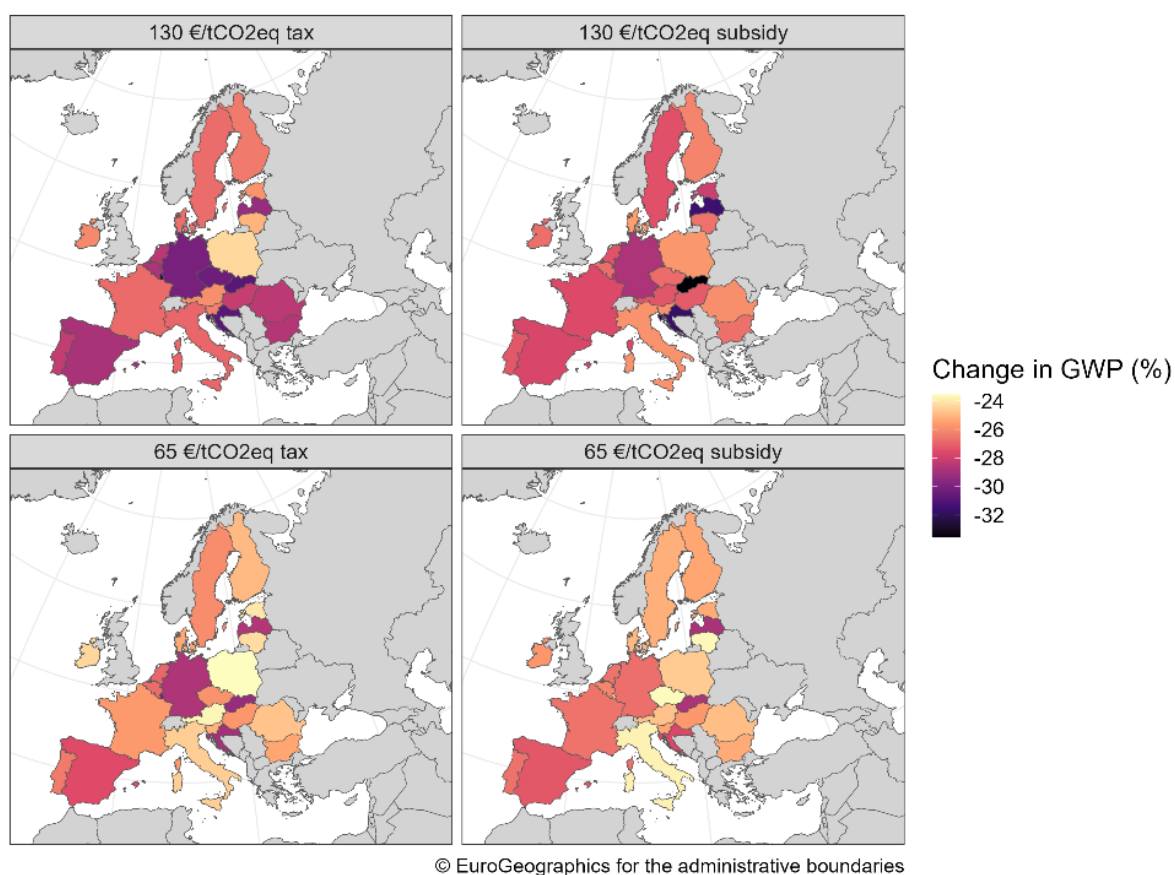 130 €/tCO2eq tax
130 €/tCO2eq subsidy
65 €/tCO2eq tax
65 €/tCO2eq subsidy
Change in GWP (%)
-24
-26
-28
-30
-32
© EuroGeographics for the administrative boundaries